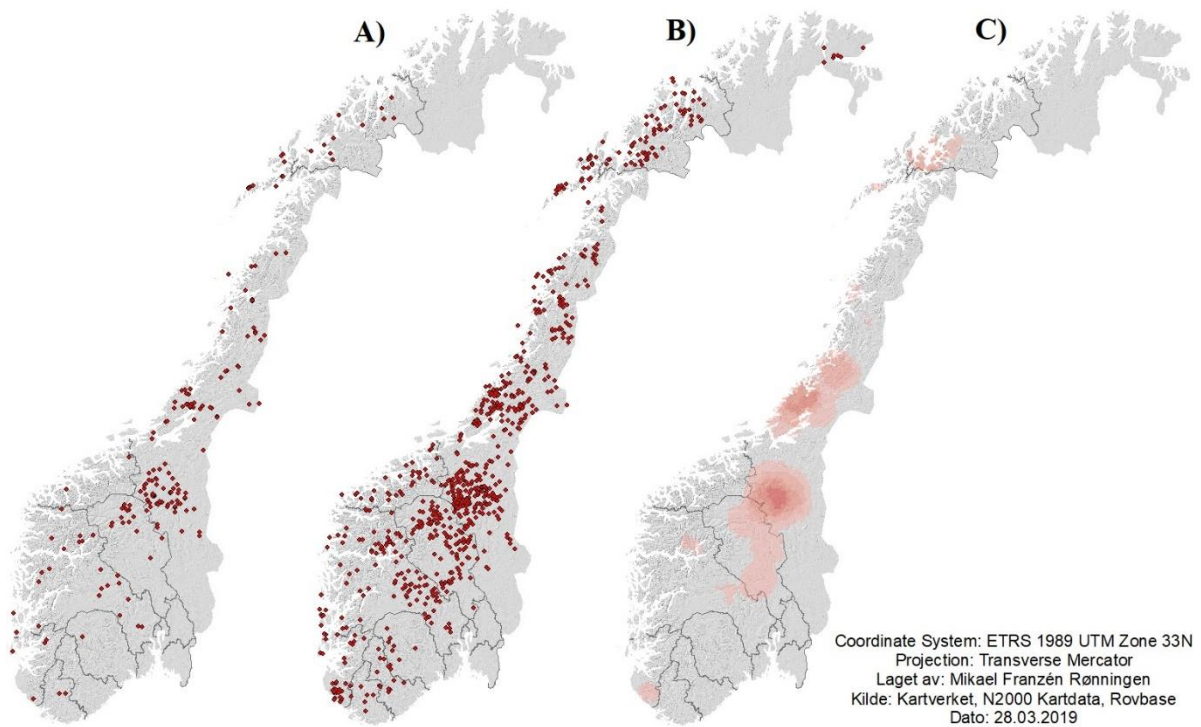 A)
B)
C)
Coordinate System: ETRS 1989 UTM Zone 33N
Projection: Transverse Mercator
Laget av: Mikael Franzén Rønningen
Kilde: Kartverket, N2000 Kartdata, Rovbase
Dato: 28.03.2019